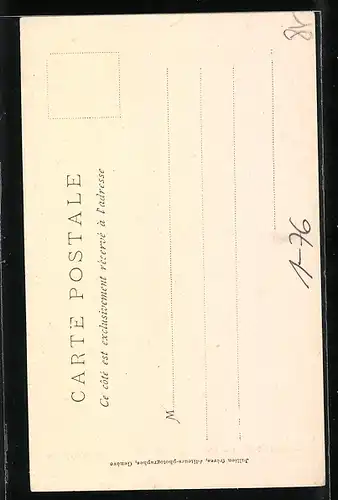 CARTE POSTALE
Ce côté est exclusivement réservé à l'adresse
M
Jullien frères, éditeurs-photographes, Genève
1-76